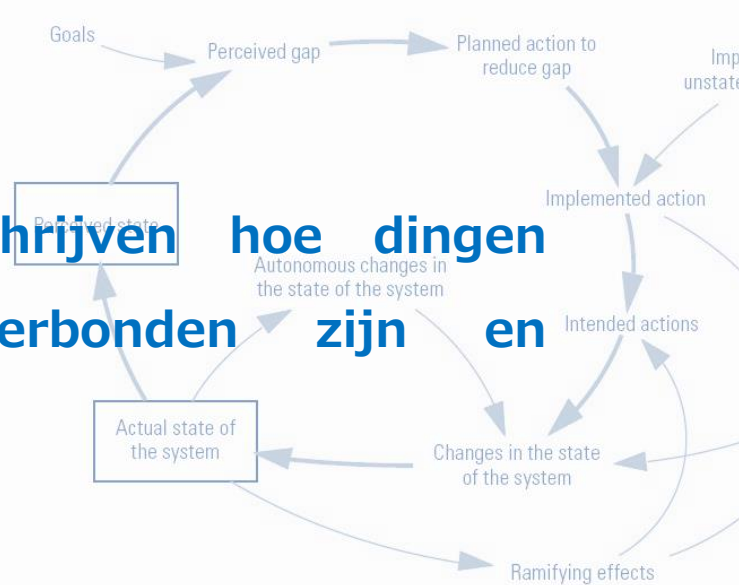 Goals
Perceived gap
Planned action to
reduce gap
Implemented action
hrijven hoe dingen
Autonomous changes in
the state of the system
erbonden zijn en
Intended actions
Actual state of
the system
Changes in the state
of the system
Ramifying effects